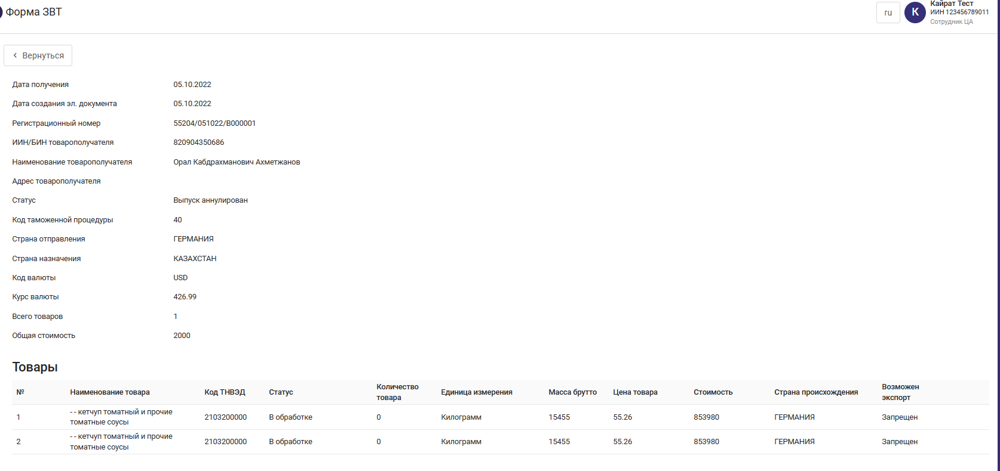 Форма ЗВТ
ru
К
Кайрат Тест
ИИН 123456789011
Сотрудник ЦА
Вернуться
Дата получения 05.10.2022
Дата создания эл. документа 05.10.2022
Регистрационный номер 55204/051022/B000001
ИИН/БИН товарополучателя 820904350686
Наименование товарополучателя Орал Кабдрахманович Ахметжанов
Адрес товарополучателя
Статус Выпуск аннулирован
Код таможенной процедуры 40
Страна отправления ГЕРМАНИЯ
Страна назначения КАЗАХСТАН
Код валюты USD
Курс валюты 426.99
Всего товаров 1
Общая стоимость 2000
Товары
№ Наименование товара Код ТНВЭД Статус Количество товара Единица измерения Масса брутто Цена товара Стоимость Страна происхождения Возможен экспорт
1 - - кетчуп томатный и прочие томатные соусы 2103200000 В обработке 0 Килограмм 15455 55.26 853980 ГЕРМАНИЯ Запрещен
2 - - кетчуп томатный и прочие томатные соусы 2103200000 В обработке 0 Килограмм 15455 55.26 853980 ГЕРМАНИЯ Запрещен